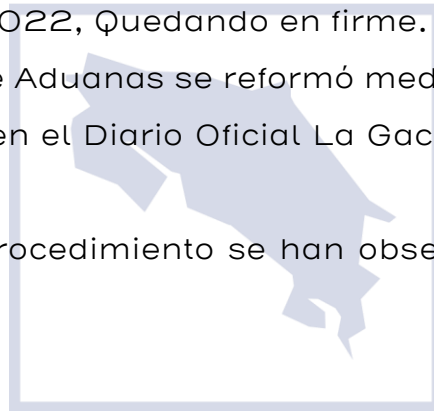 022, Quedando en firme.
Aduanas se reformó med
en el Diario Oficial La Gac
rocedimiento se han obse